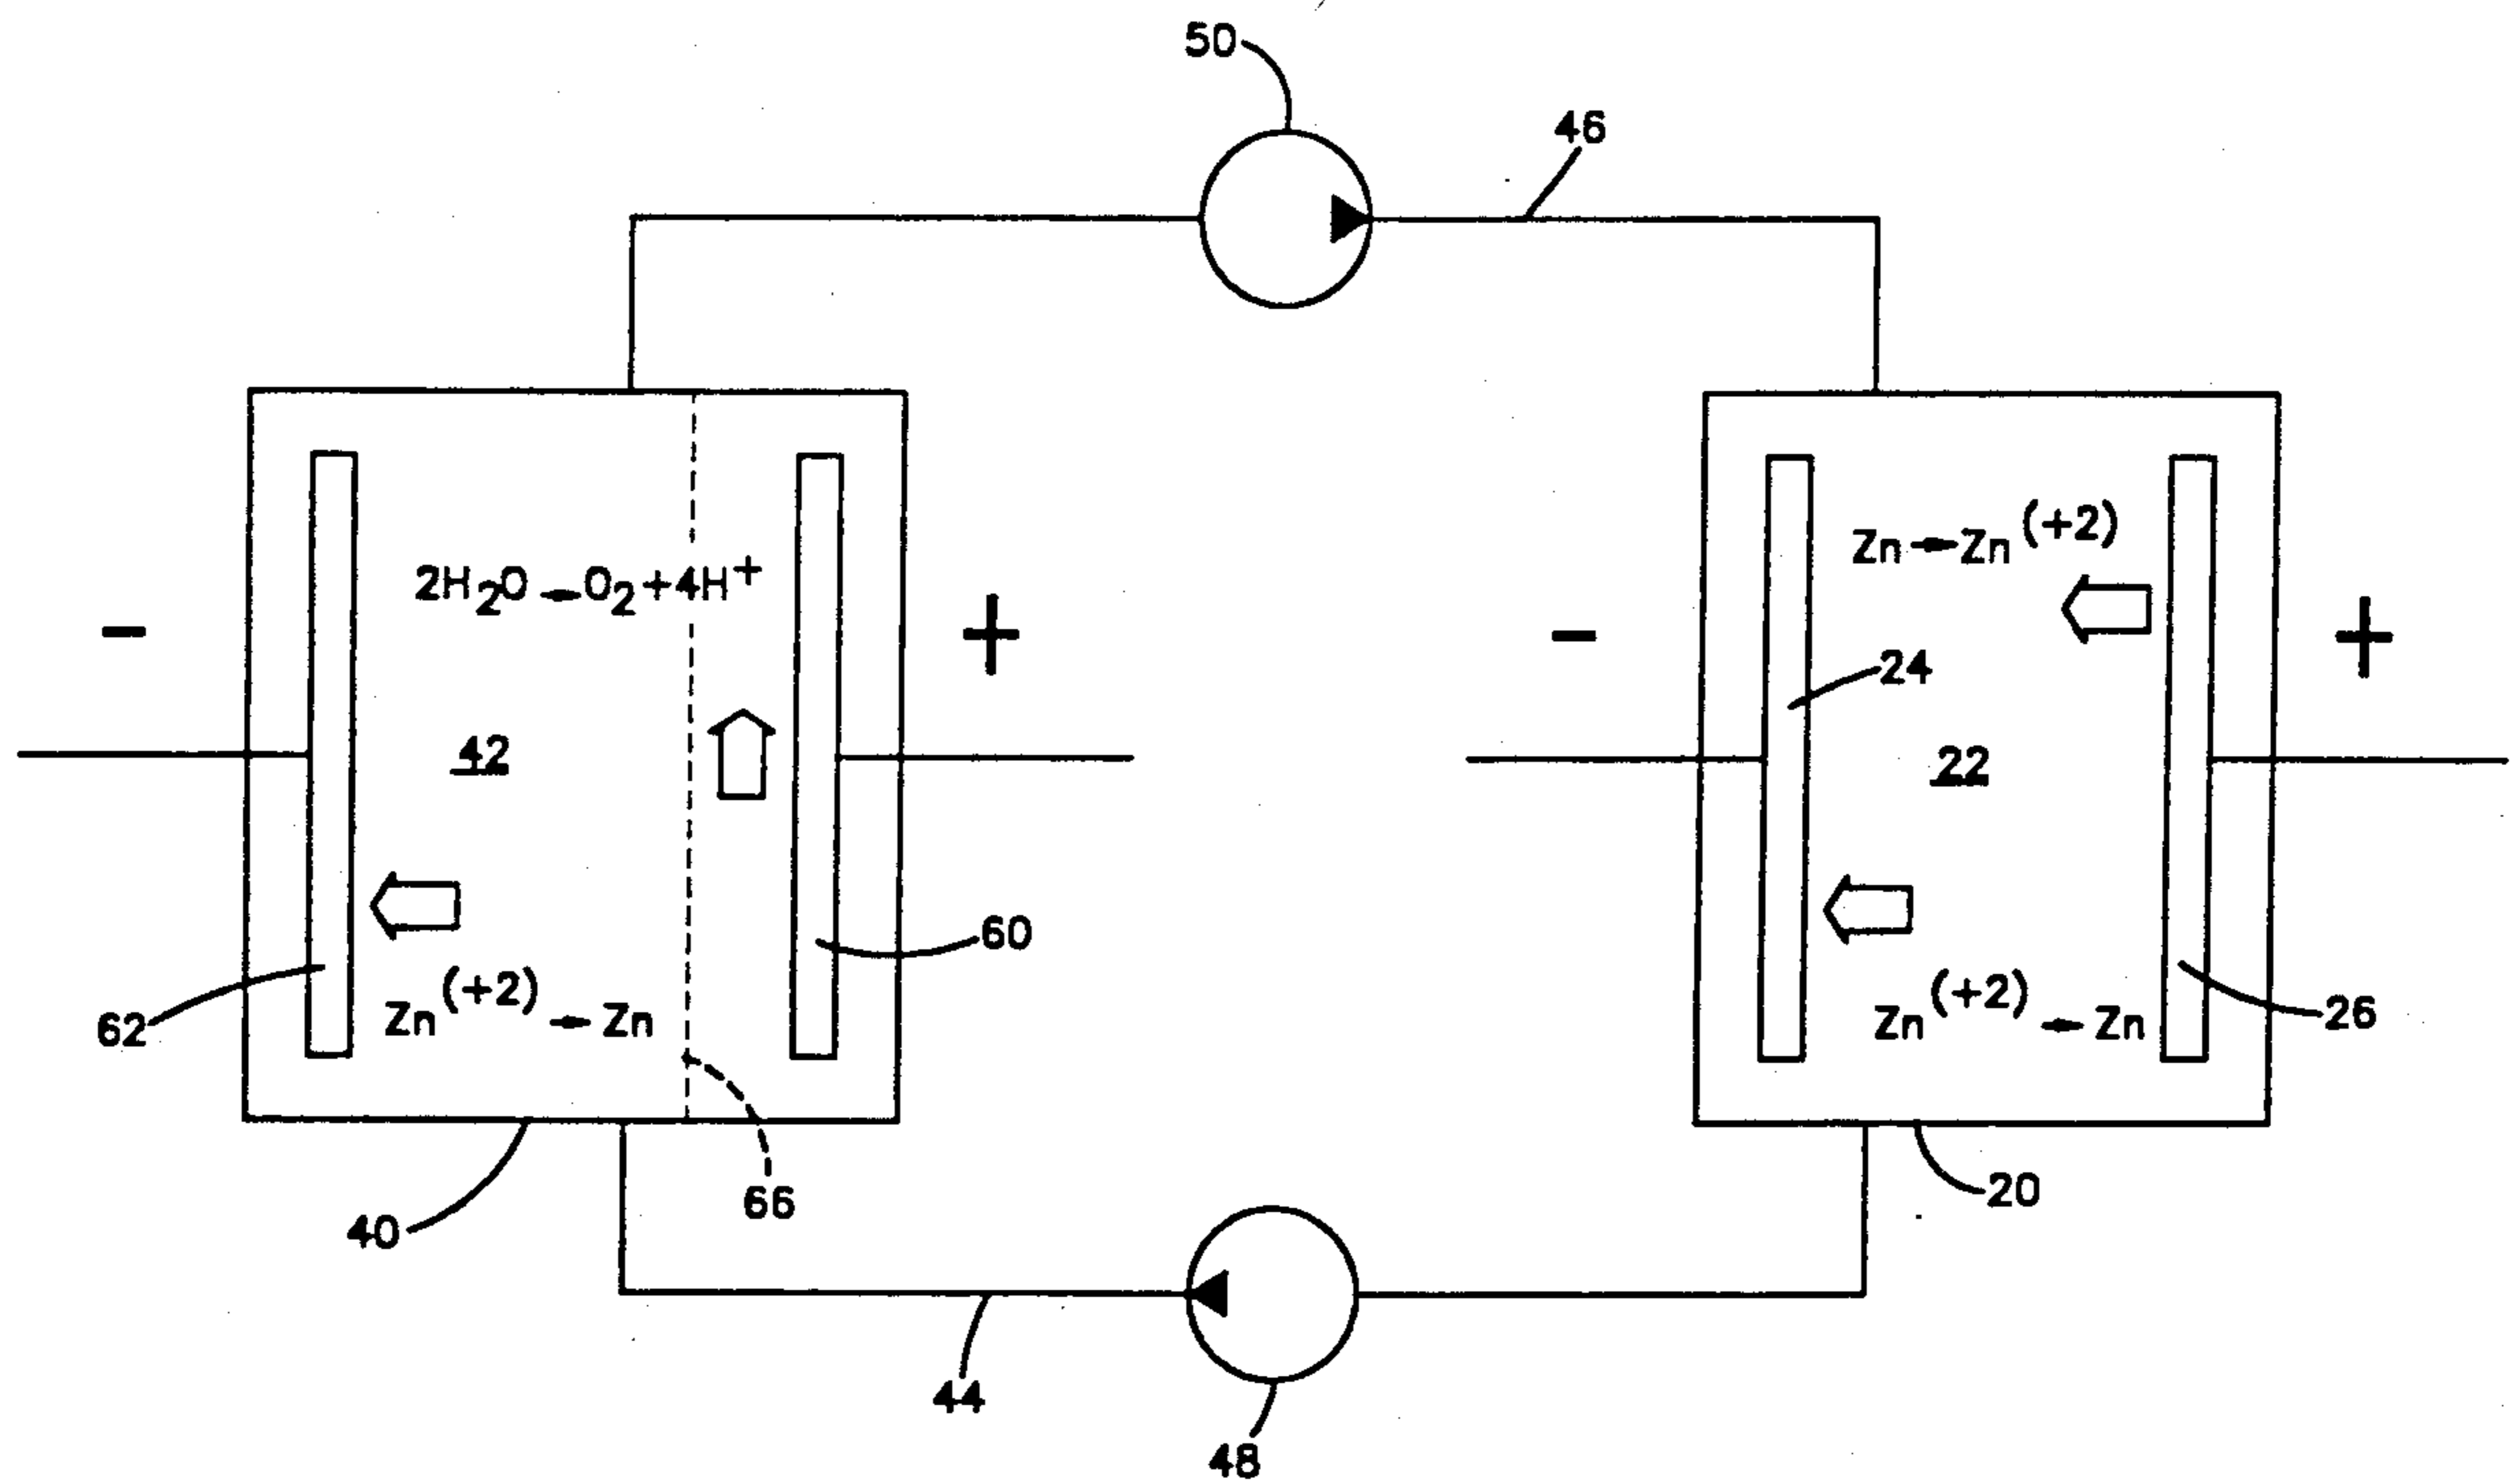 50
46
Zn→Zn(+2)
2H2O→O2+4H+
- + - +
24
42
22
60
62
Zn(+2)→Zn
Zn(+2)→Zn
26
66
20
40
44
48